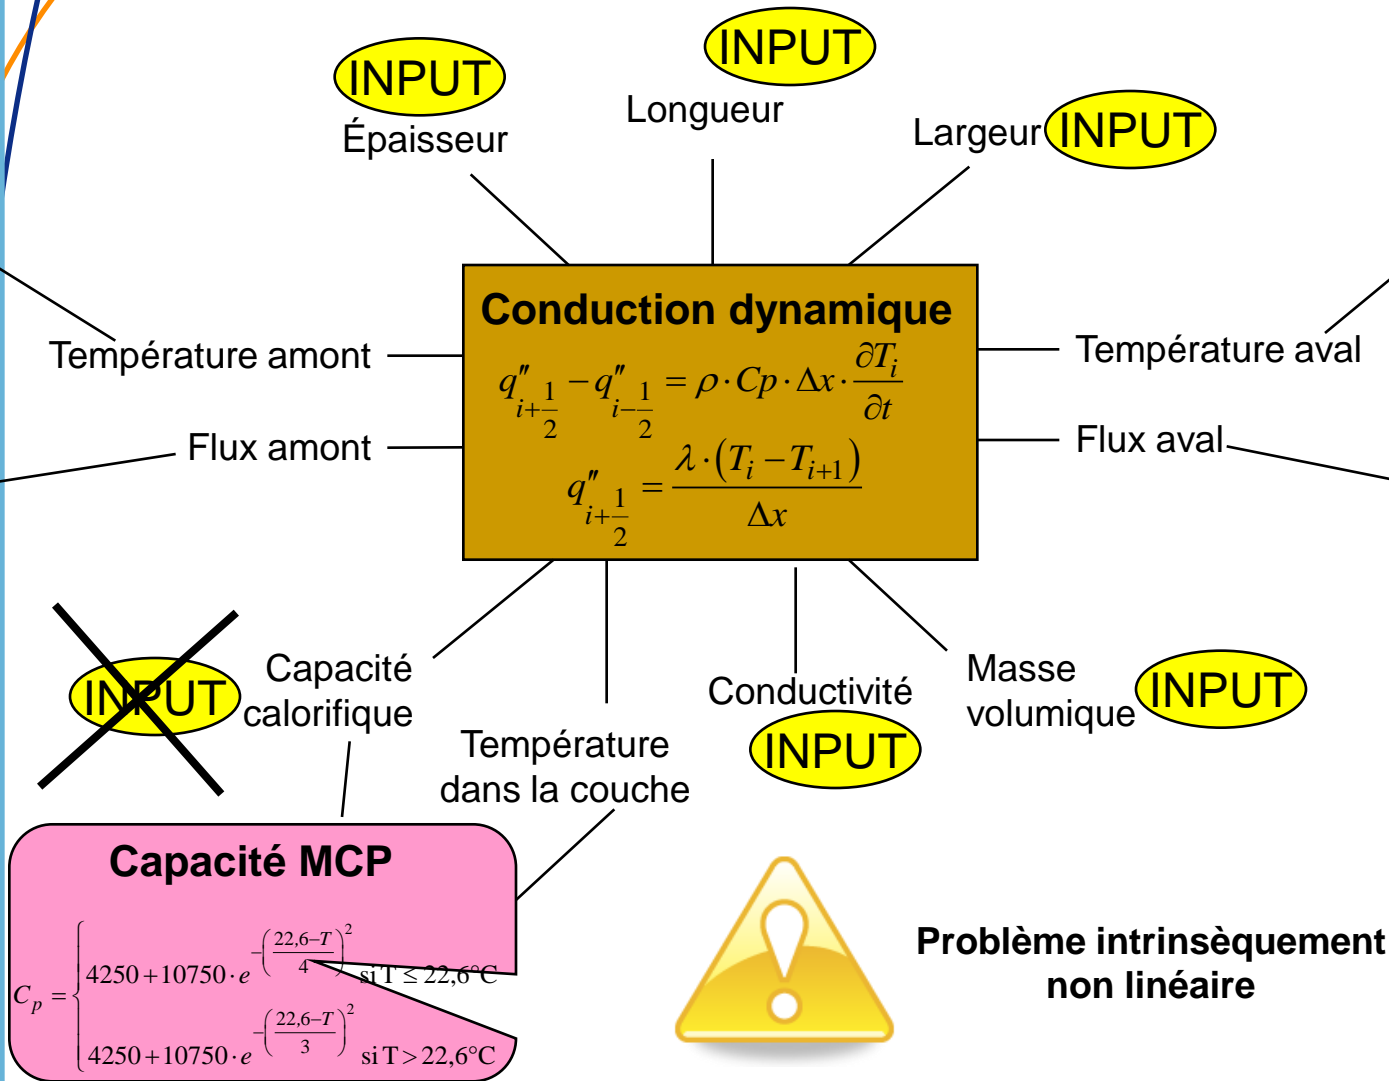 INPUT
INPUT
Épaisseur
Longueur
Largeur INPUT
Conduction dynamique
Température amont
Température aval
q″_{i+1/2} − q″_{i−1/2} = ρ · Cp · Δx · ∂T_i/∂t
Flux amont
Flux aval
q″_{i+1/2} = λ · (T_i − T_{i+1}) / Δx
INPUT
Capacité
calorifique
Température
dans la couche
Conductivité
INPUT
Masse
volumique
INPUT
Capacité MCP
C_p = { 4250 + 10750 · e^{−((22,6−T)/4)²} si T ≤ 22,6°C
4250 + 10750 · e^{−((22,6−T)/3)²} si T > 22,6°C
Problème intrinsèquement
non linéaire